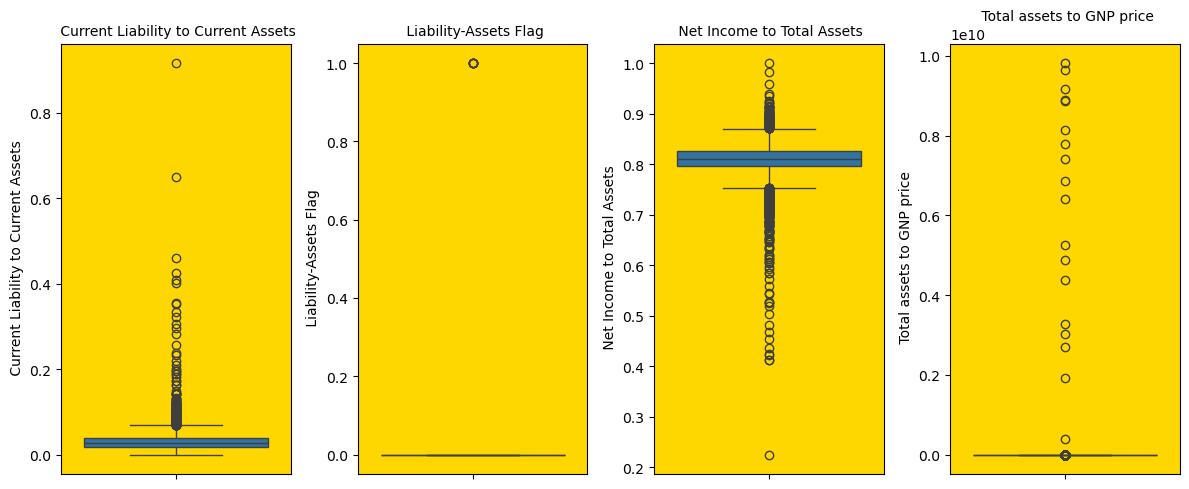 Current Liability to Current Assets
Current Liability to Current Assets
0.8
0.6
0.4
0.2
0.0
Liability-Assets Flag
Liability-Assets Flag
1.0
0.8
0.6
0.4
0.2
0.0
Net Income to Total Assets
Net Income to Total Assets
1.0
0.9
0.8
0.7
0.6
0.5
0.4
0.3
0.2
Total assets to GNP price
1e10
Total assets to GNP price
1.0
0.8
0.6
0.4
0.2
0.0